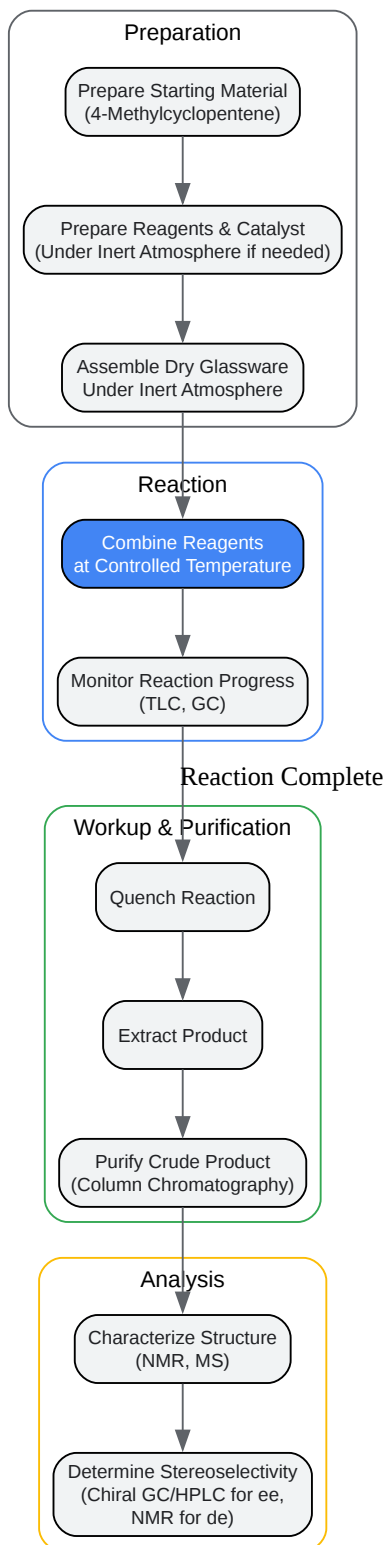 Preparation
Prepare Starting Material
(4-Methylcyclopentene)
Prepare Reagents & Catalyst
(Under Inert Atmosphere if needed)
Assemble Dry Glassware
Under Inert Atmosphere
Reaction
Combine Reagents
at Controlled Temperature
Monitor Reaction Progress
(TLC, GC)
Reaction Complete
Workup & Purification
Quench Reaction
Extract Product
Purify Crude Product
(Column Chromatography)
Analysis
Characterize Structure
(NMR, MS)
Determine Stereoselectivity
(Chiral GC/HPLC for ee,
NMR for de)